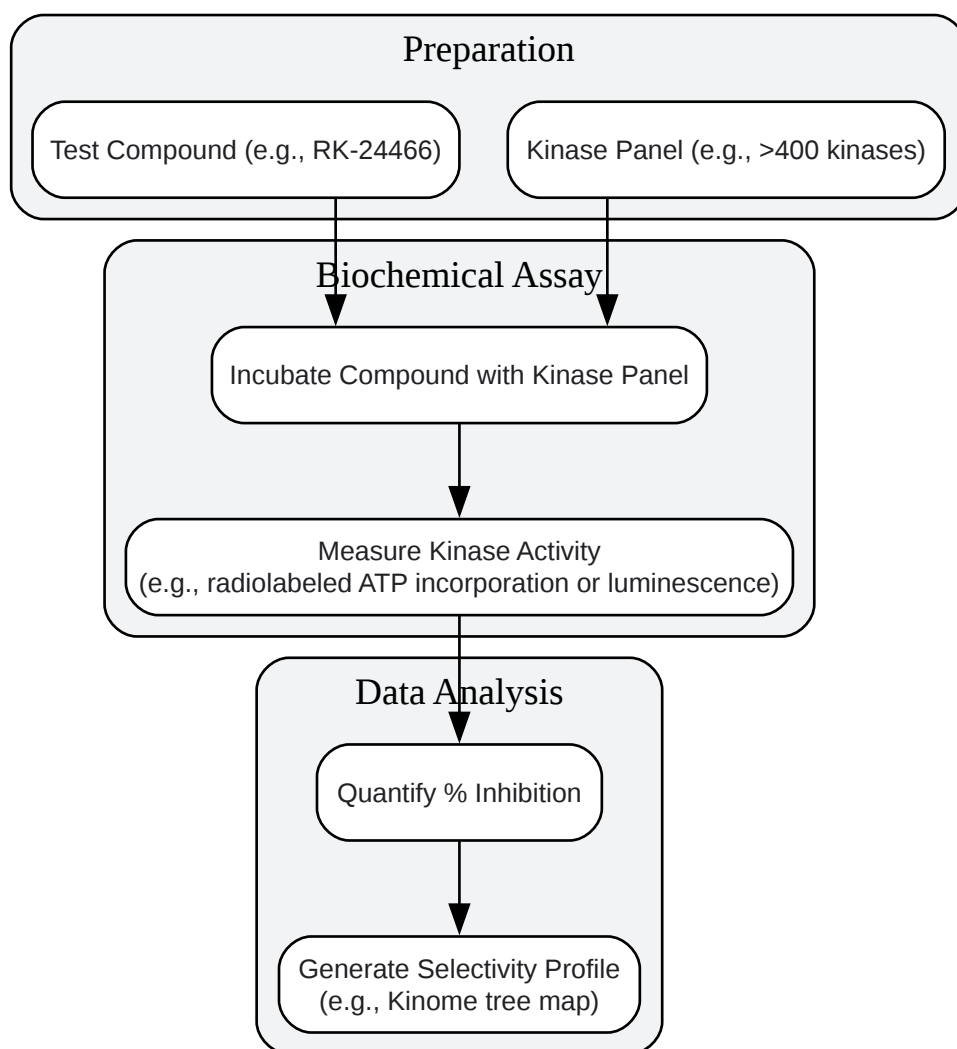 Preparation
Test Compound (e.g., RK-24466)
Kinase Panel (e.g., >400 kinases)
Biochemical Assay
Incubate Compound with Kinase Panel
Measure Kinase Activity
(e.g., radiolabeled ATP incorporation or luminescence)
Data Analysis
Quantify % Inhibition
Generate Selectivity Profile
(e.g., Kinome tree map)